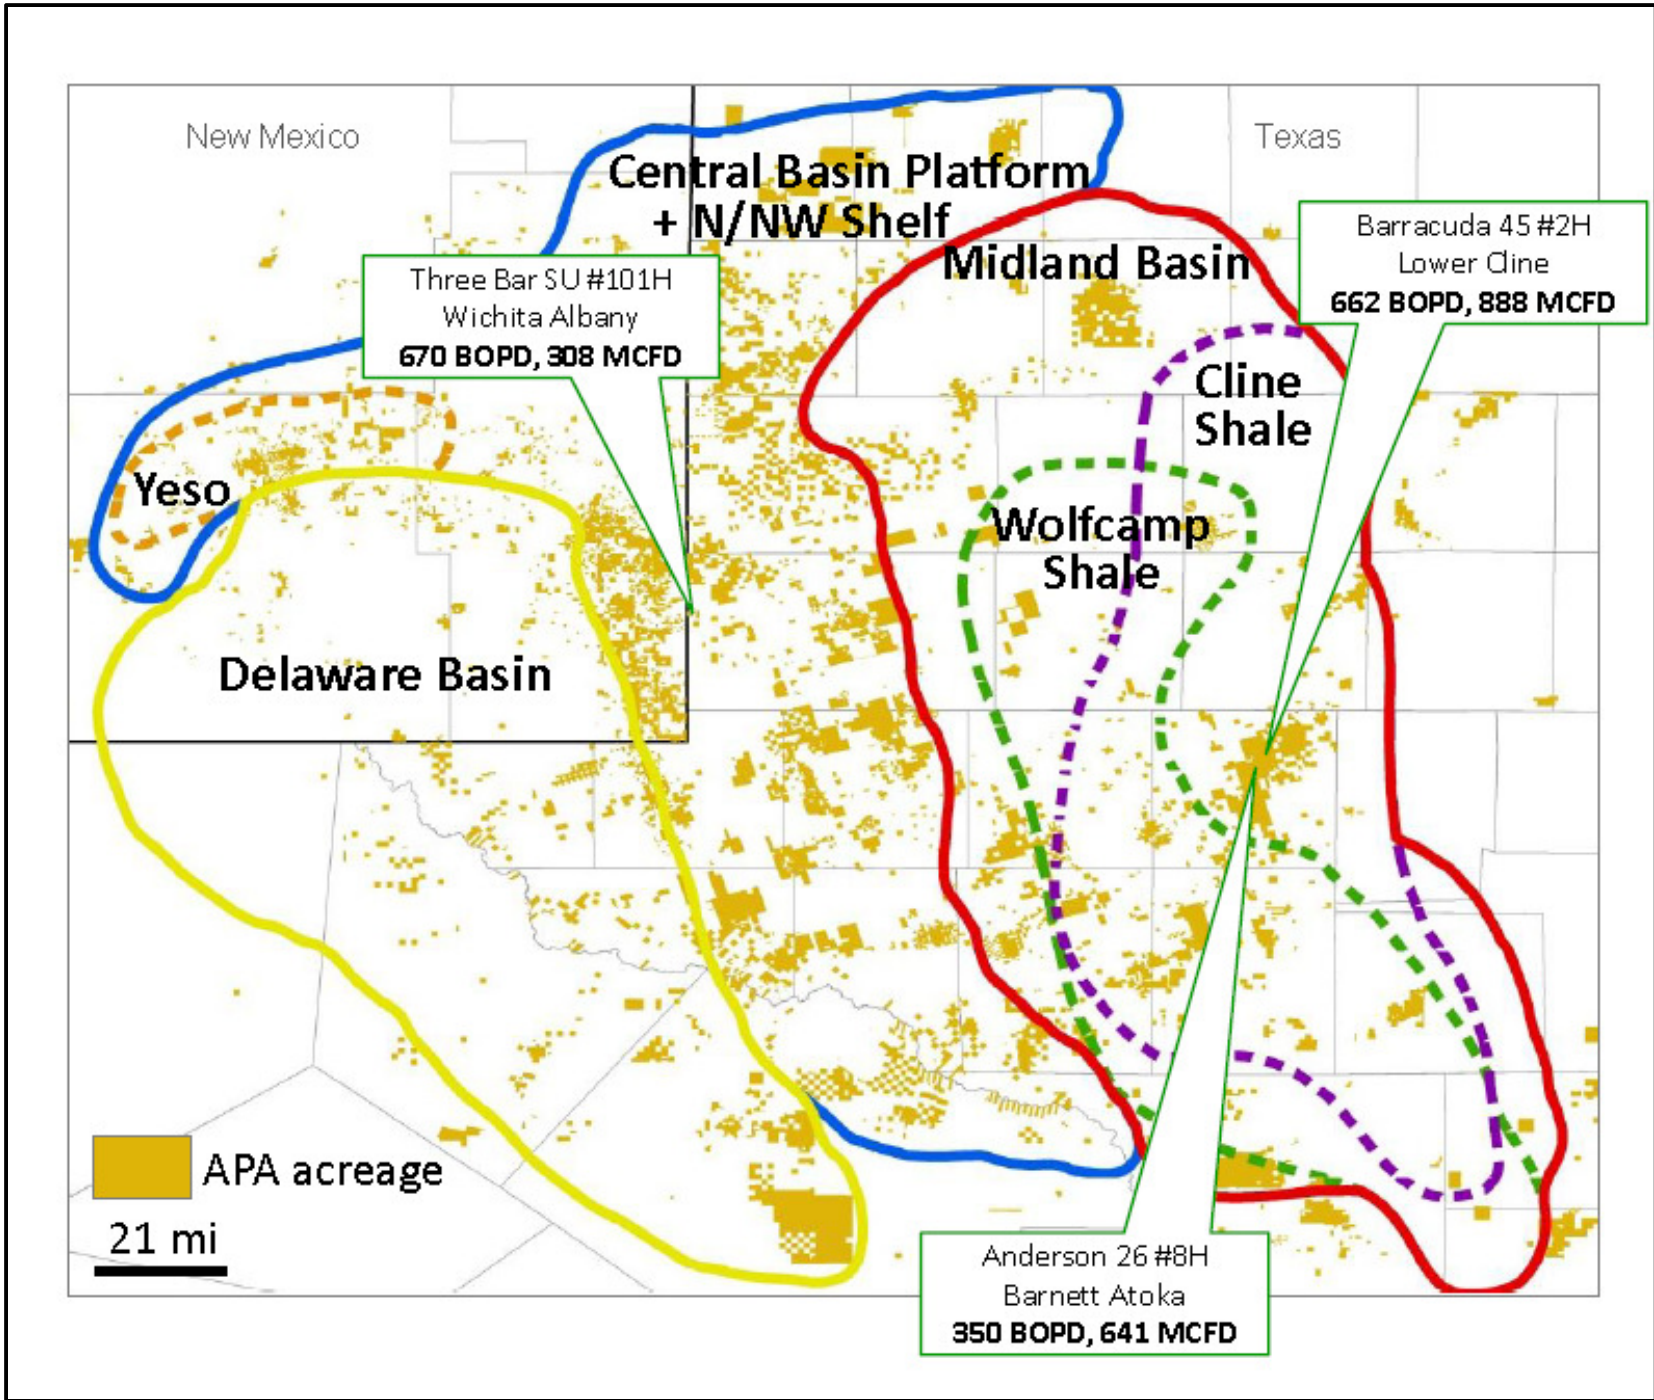 New Mexico
Texas
Central Basin Platform
+ N/NW Shelf
Midland Basin
Barracuda 45 #2H
Lower Cline
662 BOPD, 888 MCFD
Three Bar SU #101H
Wichita Albany
670 BOPD, 308 MCFD
Cline
Shale
Yeso
Wolfcamp
Shale
Delaware Basin
APA acreage
21 mi
Anderson 26 #8H
Barnett Atoka
350 BOPD, 641 MCFD